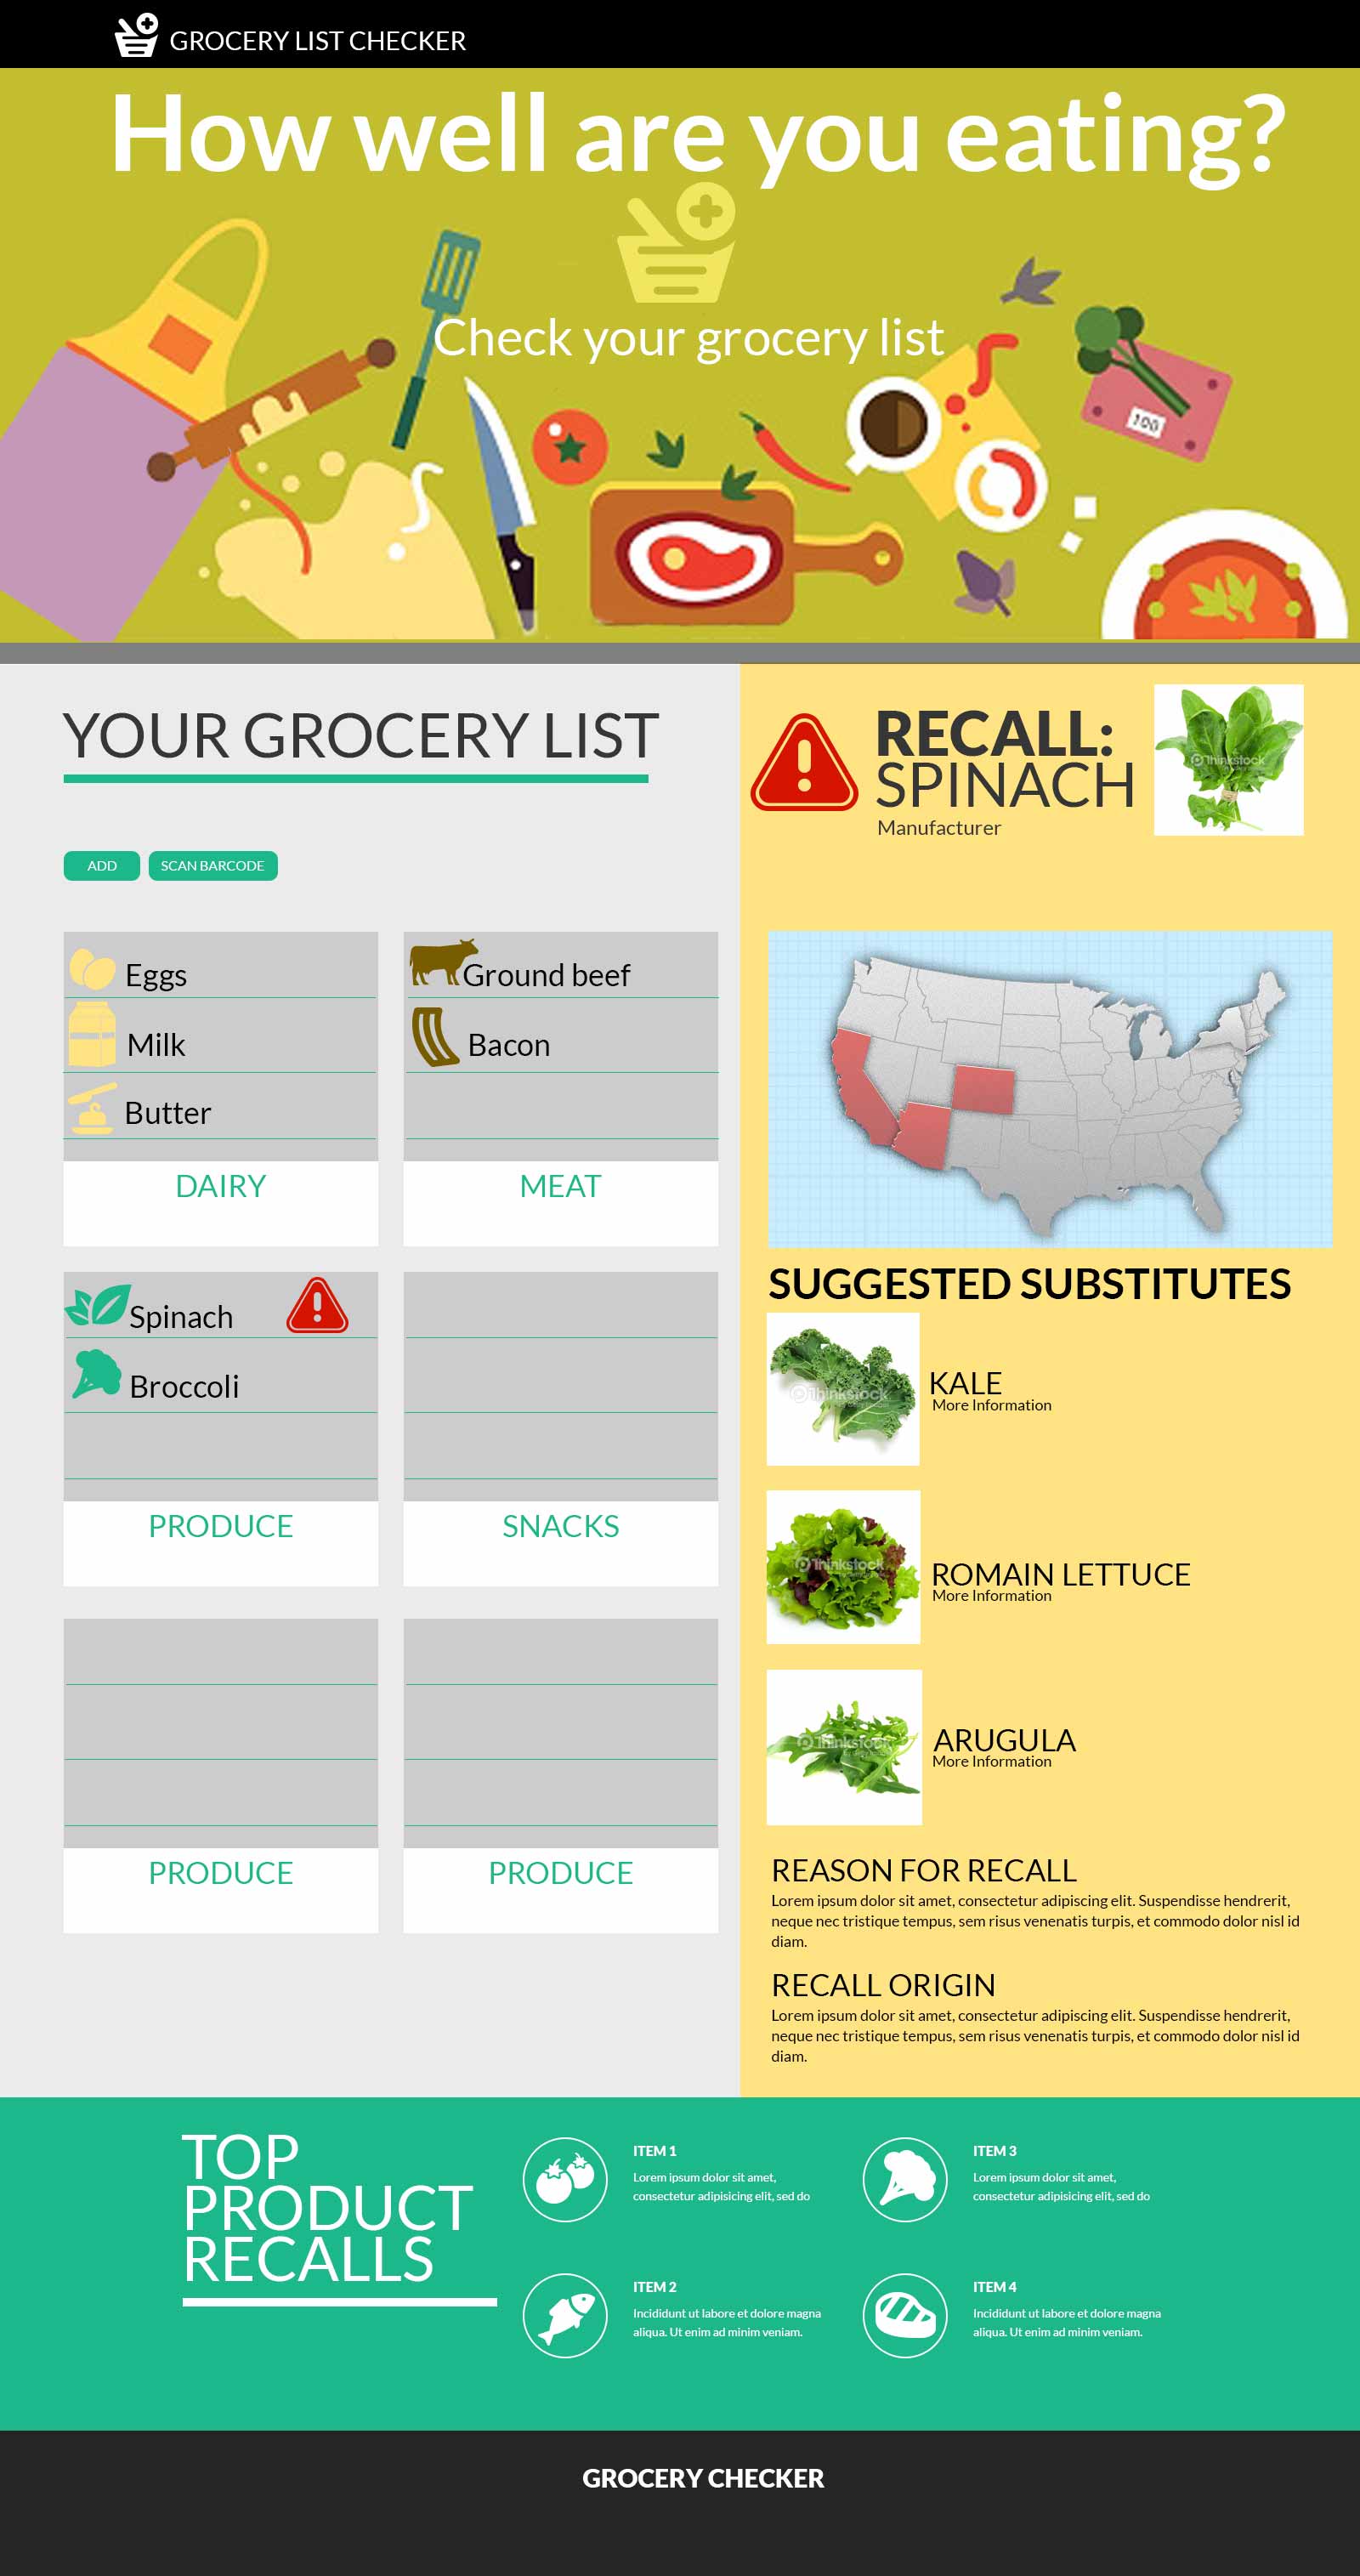 GROCERY LIST CHECKER
How well are you eating?
Check your grocery list
100
YOUR GROCERY LIST
ADD
SCAN BARCODE
Eggs
Milk
Butter
DAIRY
Ground beef
Bacon
MEAT
Spinach
Broccoli
PRODUCE
SNACKS
PRODUCE
PRODUCE
RECALL:
SPINACH
Manufacturer
Thinkstock
SUGGESTED SUBSTITUTES
Thinkstock
KALE
More Information
Thinkstock
ROMAIN LETTUCE
More Information
Thinkstock
ARUGULA
More Information
REASON FOR RECALL
Lorem ipsum dolor sit amet, consectetur adipiscing elit. Suspendisse hendrerit,
neque nec tristique tempus, sem risus venenatis turpis, et commodo dolor nisl id
diam.
RECALL ORIGIN
Lorem ipsum dolor sit amet, consectetur adipiscing elit. Suspendisse hendrerit,
neque nec tristique tempus, sem risus venenatis turpis, et commodo dolor nisl id
diam.
TOP
PRODUCT
RECALLS
ITEM 1
Lorem ipsum dolor sit amet,
consectetur adipisicing elit, sed do
ITEM 2
Incididunt ut labore et dolore magna
aliqua. Ut enim ad minim veniam.
ITEM 3
Lorem ipsum dolor sit amet,
consectetur adipisicing elit, sed do
ITEM 4
Incididunt ut labore et dolore magna
aliqua. Ut enim ad minim veniam.
GROCERY CHECKER